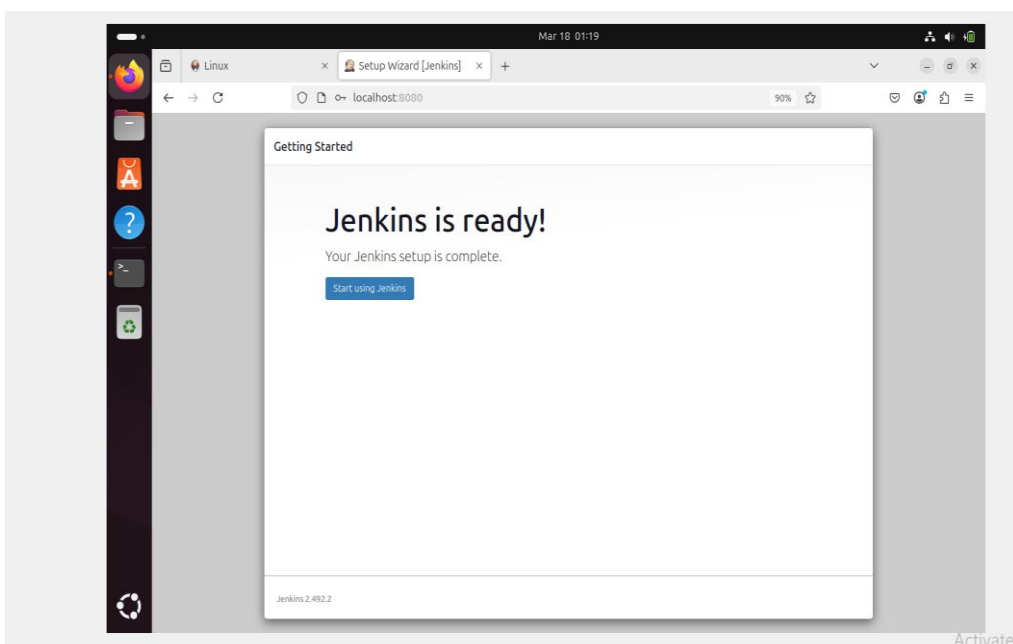 Mar 18 01:19
Linux
Setup Wizard [Jenkins]
localhost:8080
90%
Getting Started
Jenkins is ready!
Your Jenkins setup is complete.
Start using Jenkins
Jenkins 2.492.2
Activate